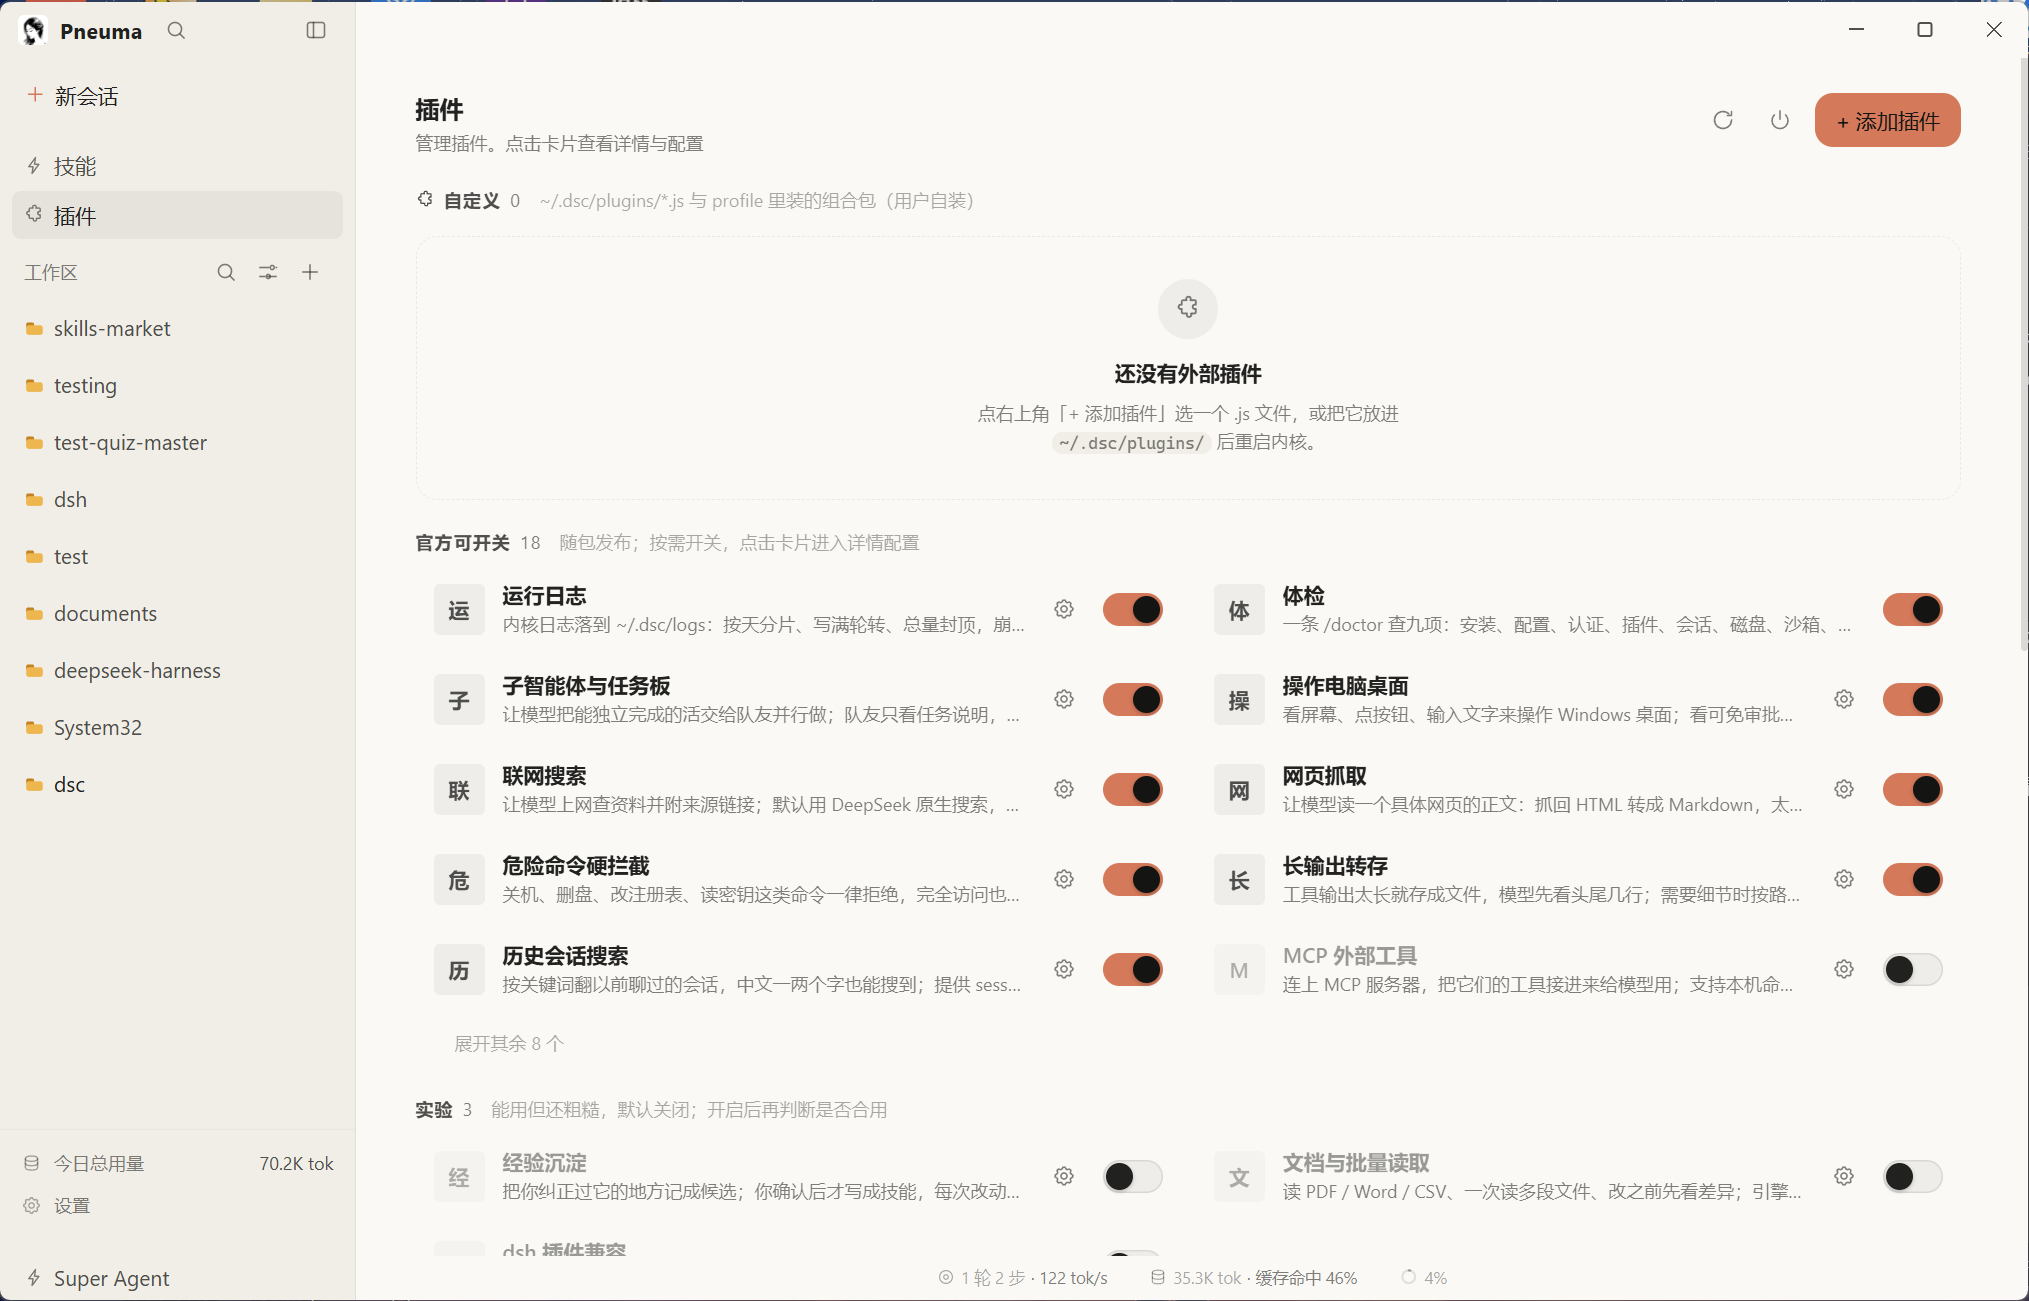 Pneuma
新会话
技能
插件
工作区
skills-market
testing
test-quiz-master
dsh
test
documents
deepseek-harness
System32
dsc
今日总用量 70.2K tok
设置
Super Agent
插件
管理插件。点击卡片查看详情与配置
+ 添加插件
自定义 0 ~/.dsc/plugins/*.js 与 profile 里装的组合包（用户自装）
还没有外部插件
点右上角「+ 添加插件」选一个 .js 文件，或把它放进
~/.dsc/plugins/ 后重启内核。
官方可开关 18 随包发布；按需开关，点击卡片进入详情配置
运 运行日志
内核日志落到 ~/.dsc/logs：按天分片、写满轮转、总量封顶，崩...
体 体检
一条 /doctor 查九项：安装、配置、认证、插件、会话、磁盘、沙箱、...
子 子智能体与任务板
让模型把能独立完成的活交给队友并行做；队友只看任务说明，...
操 操作电脑桌面
看屏幕、点按钮、输入文字来操作 Windows 桌面；看可免审批...
联 联网搜索
让模型上网查资料并附来源链接；默认用 DeepSeek 原生搜索，...
网 网页抓取
让模型读一个具体网页的正文：抓回 HTML 转成 Markdown，太...
危 危险命令硬拦截
关机、删盘、改注册表、读密钥这类命令一律拒绝，完全访问也...
长 长输出转存
工具输出太长就存成文件，模型先看头尾几行；需要细节时按路...
历 历史会话搜索
按关键词翻以前聊过的会话，中文一两个字也能搜到；提供 sess...
M MCP 外部工具
连上 MCP 服务器，把它们的工具接进来给模型用；支持本机命...
展开其余 8 个
实验 3 能用但还粗糙，默认关闭；开启后再判断是否合用
经 经验沉淀
把你纠正过它的地方记成候选；你确认后才写成技能，每次改动...
文 文档与批量读取
读 PDF / Word / CSV、一次读多段文件、改之前先看差异；引擎...
dsh 插件兼容
1 轮 2 步 · 122 tok/s 35.3K tok · 缓存命中 46% 4%